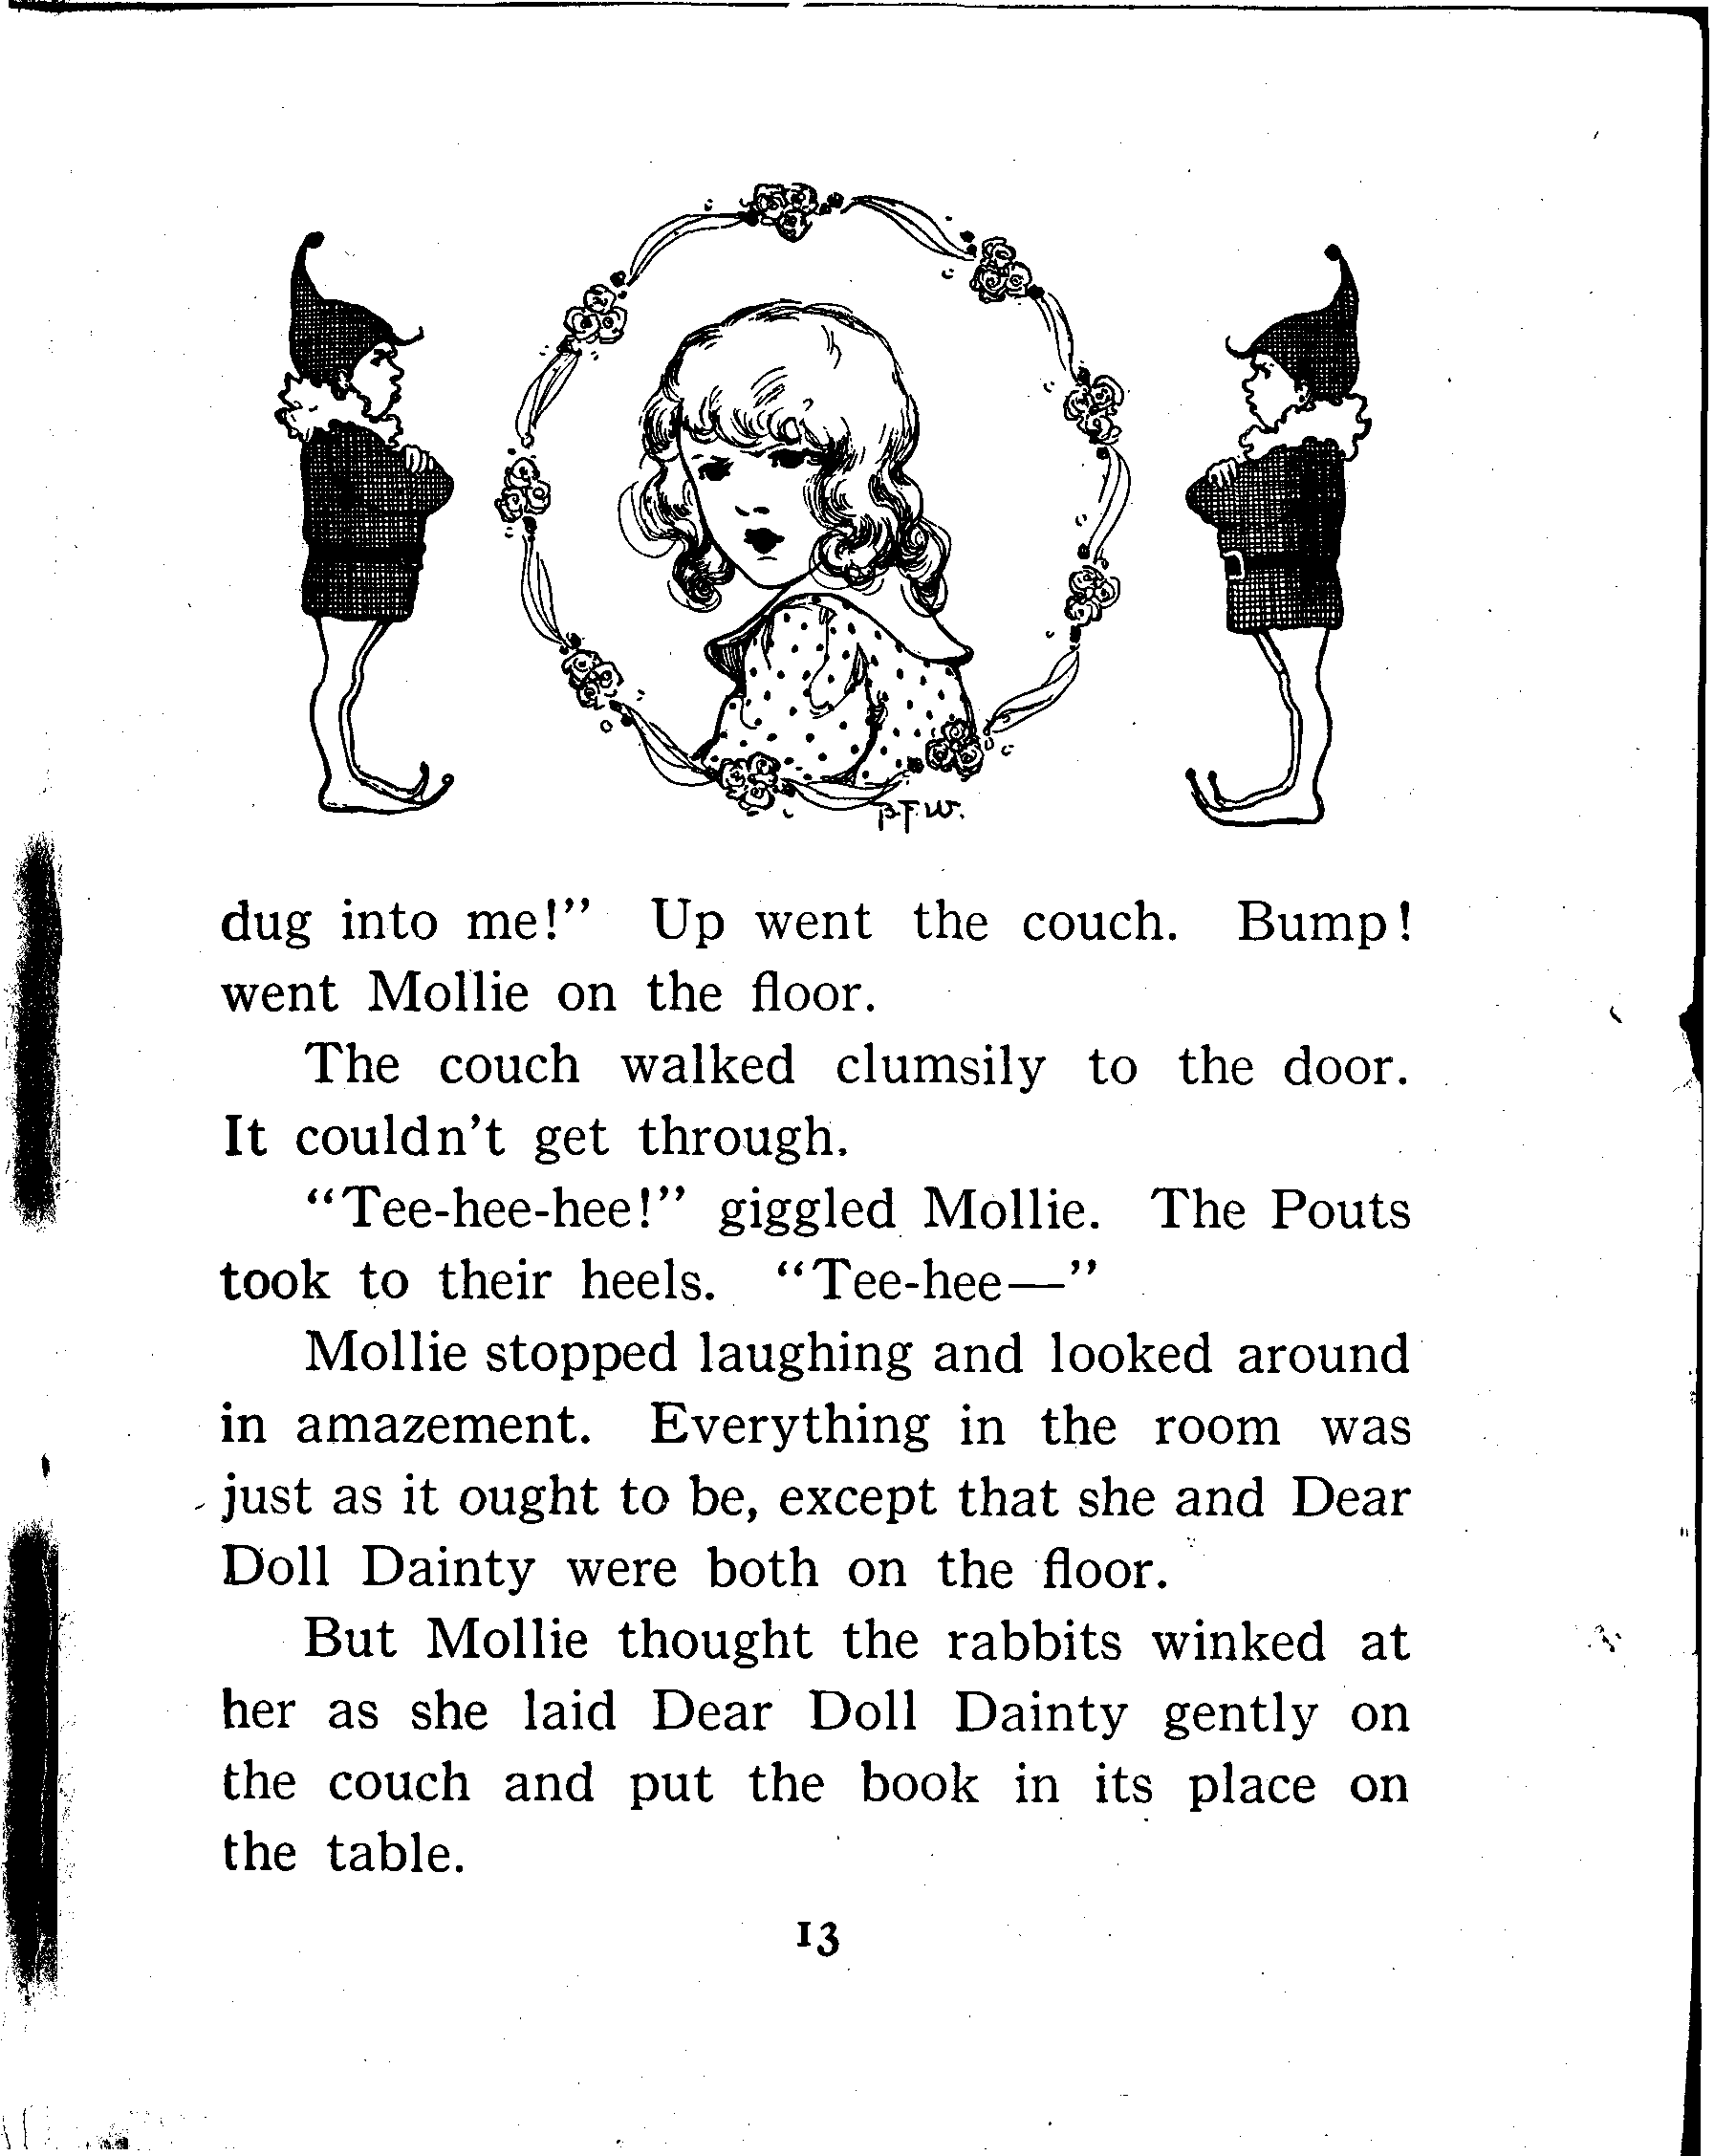 B.F.W.
dug into me!” Up went the couch. Bump!
went Mollie on the floor.
The couch walked clumsily to the door.
It couldn't get through.
“Tee-hee-hee!” giggled Mollie. The Pouts
took to their heels. “Tee-hee—”
Mollie stopped laughing and looked around
in amazement. Everything in the room was
just as it ought to be, except that she and Dear
Doll Dainty were both on the floor.
But Mollie thought the rabbits winked at
her as she laid Dear Doll Dainty gently on
the couch and put the book in its place on
the table.
13